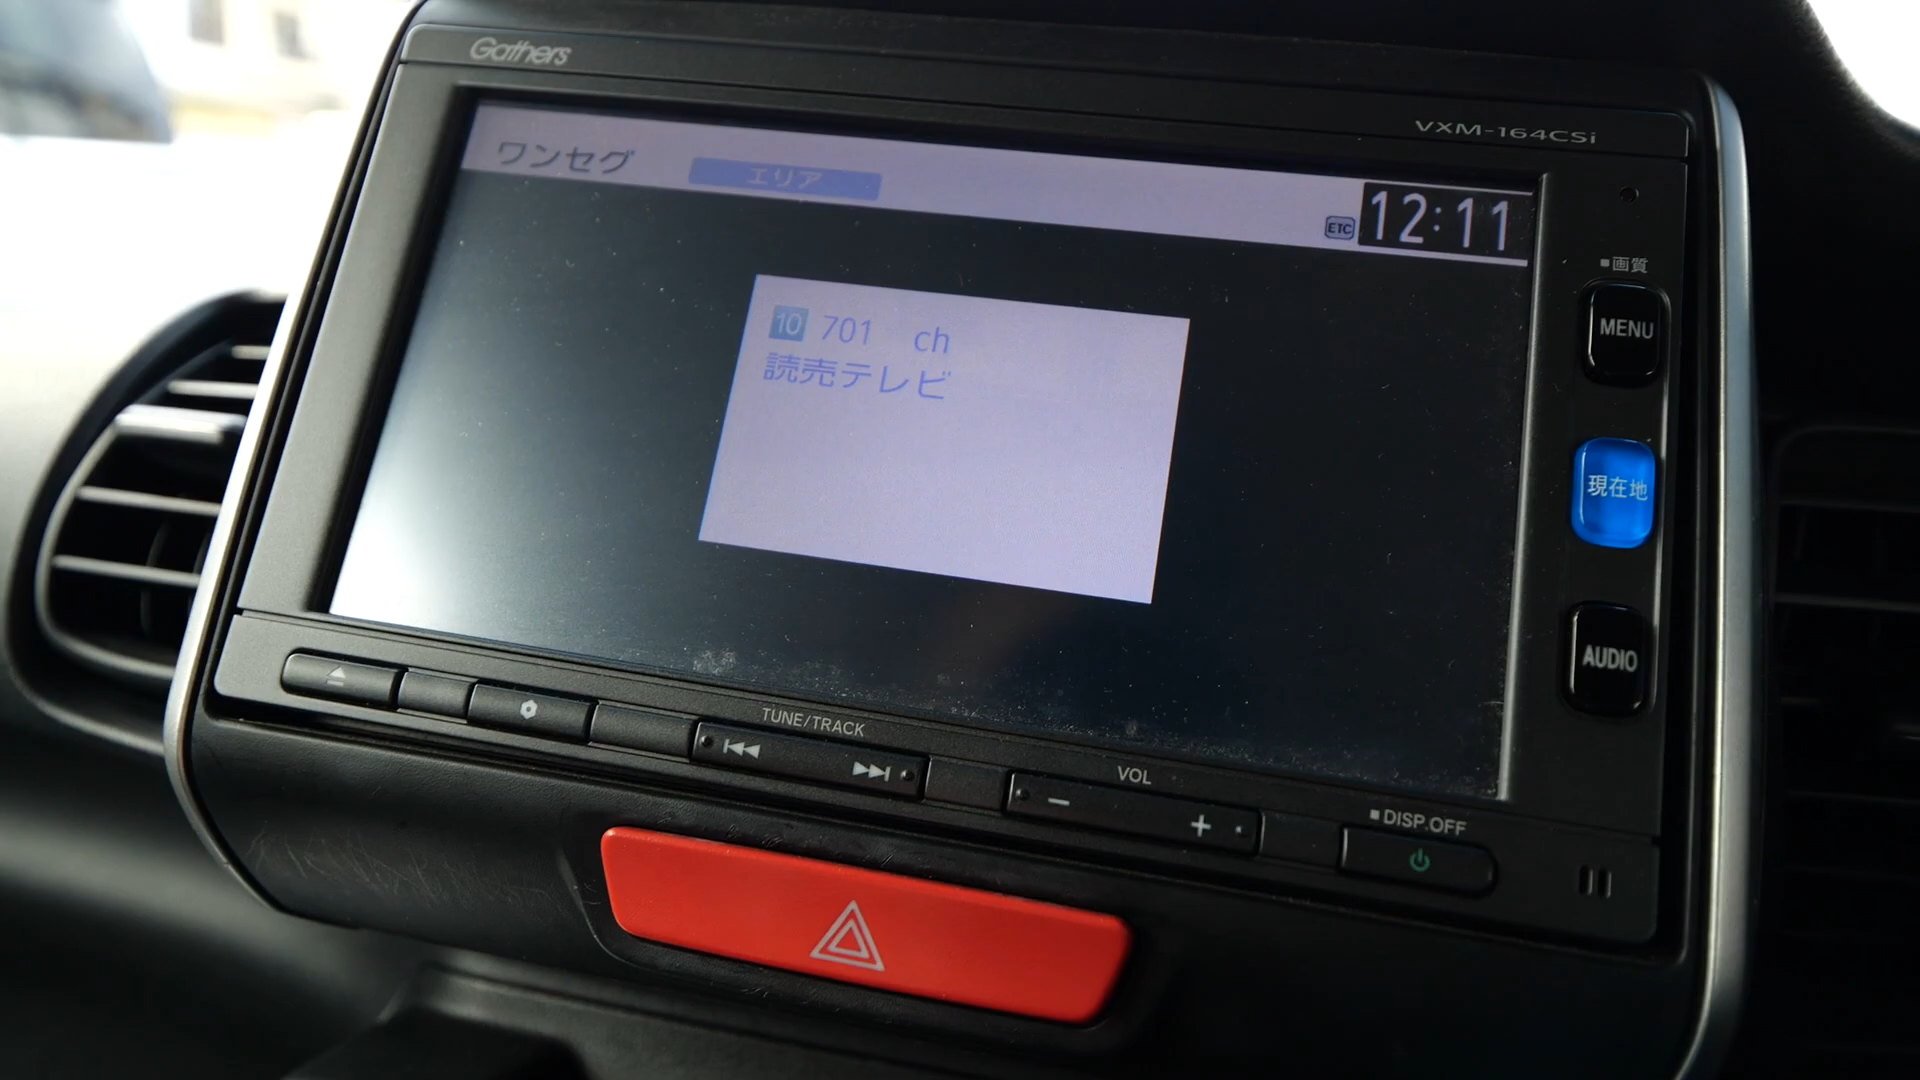 Gathers
VXM-164CSi
ワンセグ
エリア
ETC
12:11
■画質
MENU
10 701 ch
読売テレビ
現在地
AUDIO
TUNE/TRACK
VOL
■DISP.OFF